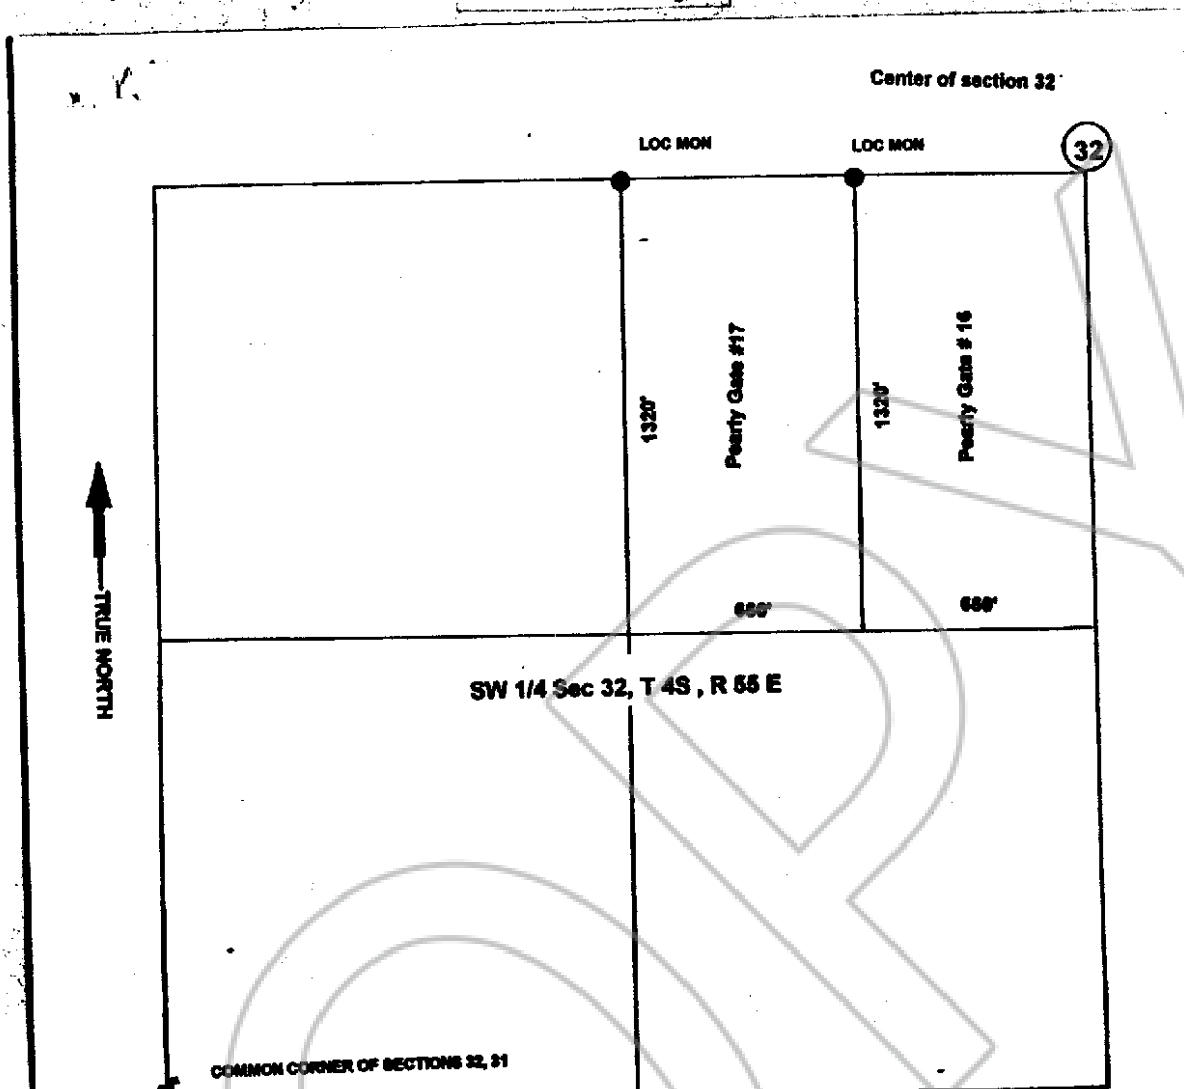 Center of section 32
LOC MON
LOC MON
32
Pearly Gate #17
Pearly Gate # 16
1320'
1320'
660'
660'
TRUE NORTH
SW 1/4 Sec 32, T 4S , R 55 E
COMMON CORNER OF SECTIONS 32, 31